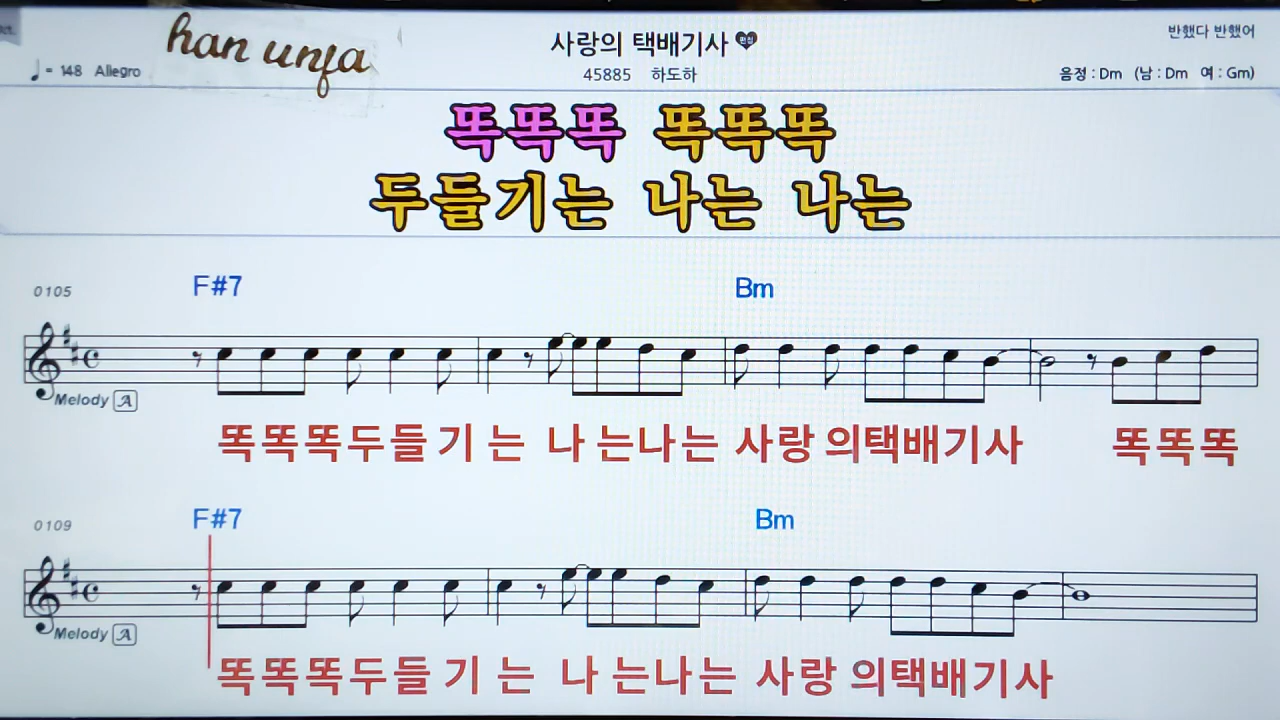 han unja
사랑의 택배기사
반했다 반했어
♩= 148 Allegro
45885 하도하
음정 : Dm (남 : Dm 여 : Gm)
똑똑똑 똑똑똑
두들기는 나는 나는
0105 F#7 Bm
Melody A
똑똑똑두들 기 는 나 는나는 사랑 의택배기사 똑똑똑
0109 F#7 Bm
Melody A
똑똑똑두들 기 는 나 는나는 사랑 의택배기사